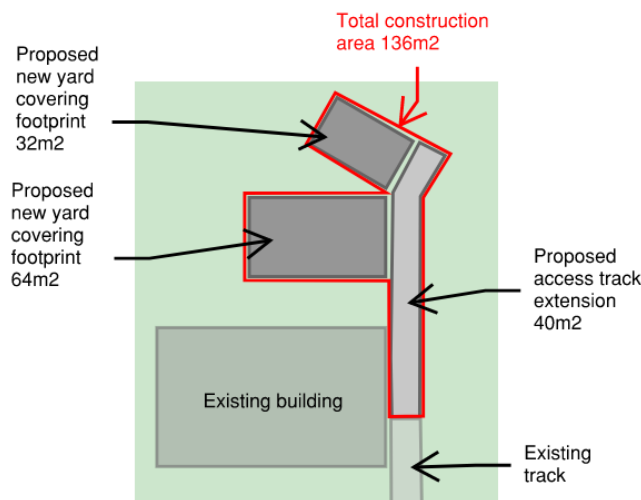 Total construction
area 136m2
Proposed
new yard
covering
footprint
32m2
Proposed
new yard
covering
footprint
64m2
Proposed
access track
extension
40m2
Existing building
Existing
track